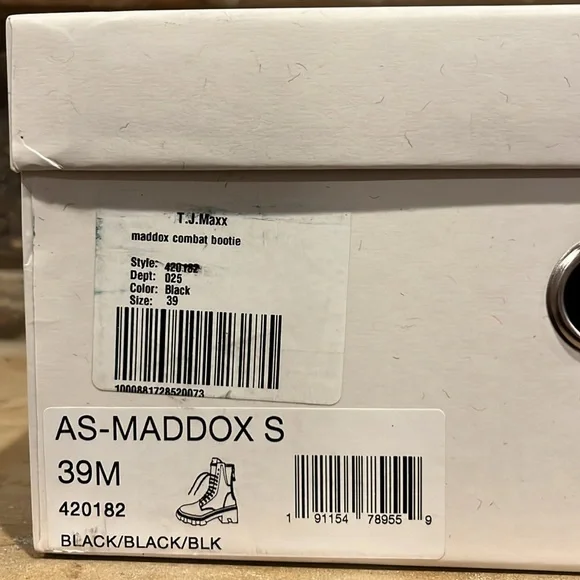 T.J.Maxx
maddox combat bootie
Style: 420182
Dept: 025
Color: Black
Size: 39
1000881728520073
AS-MADDOX S
39M
420182
1 91154 78955 9
BLACK/BLACK/BLK